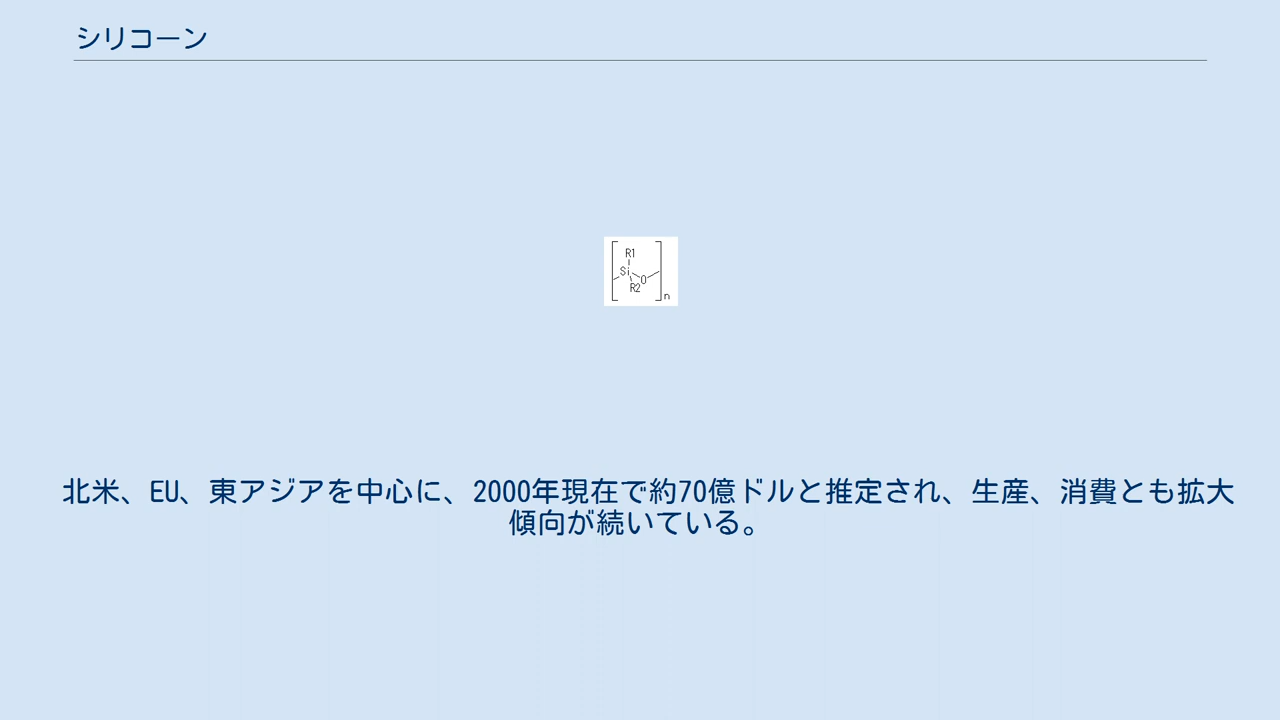 シリコーン
R1
Si
O
R2
n
北米、EU、東アジアを中心に、2000年現在で約70億ドルと推定され、生産、消費とも拡大
傾向が続いている。